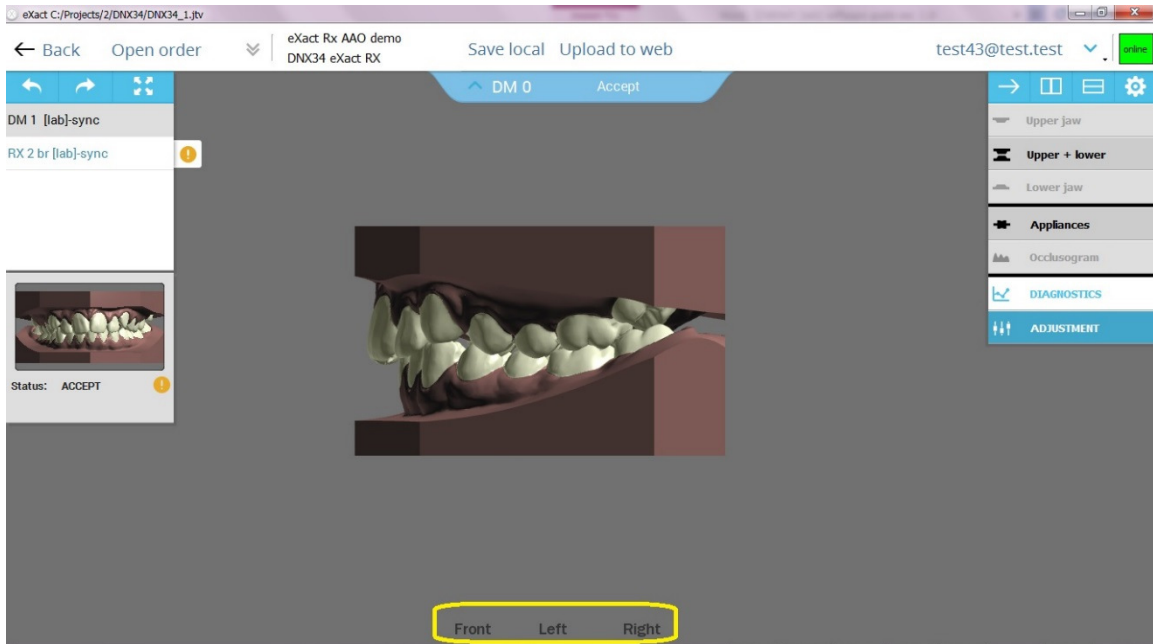 eXact C:/Projects/2/DNX34/DNX34_1.jtv
Back Open order eXact Rx AAO demo Save local Upload to web test43@test.test online
DNX34 eXact RX
DM 0 Accept
DM 1 [lab]-sync
RX 2 br [lab]-sync
Status: ACCEPT
Upper jaw
Upper + lower
Lower jaw
Appliances
Occlusogram
DIAGNOSTICS
ADJUSTMENT
Front Left Right